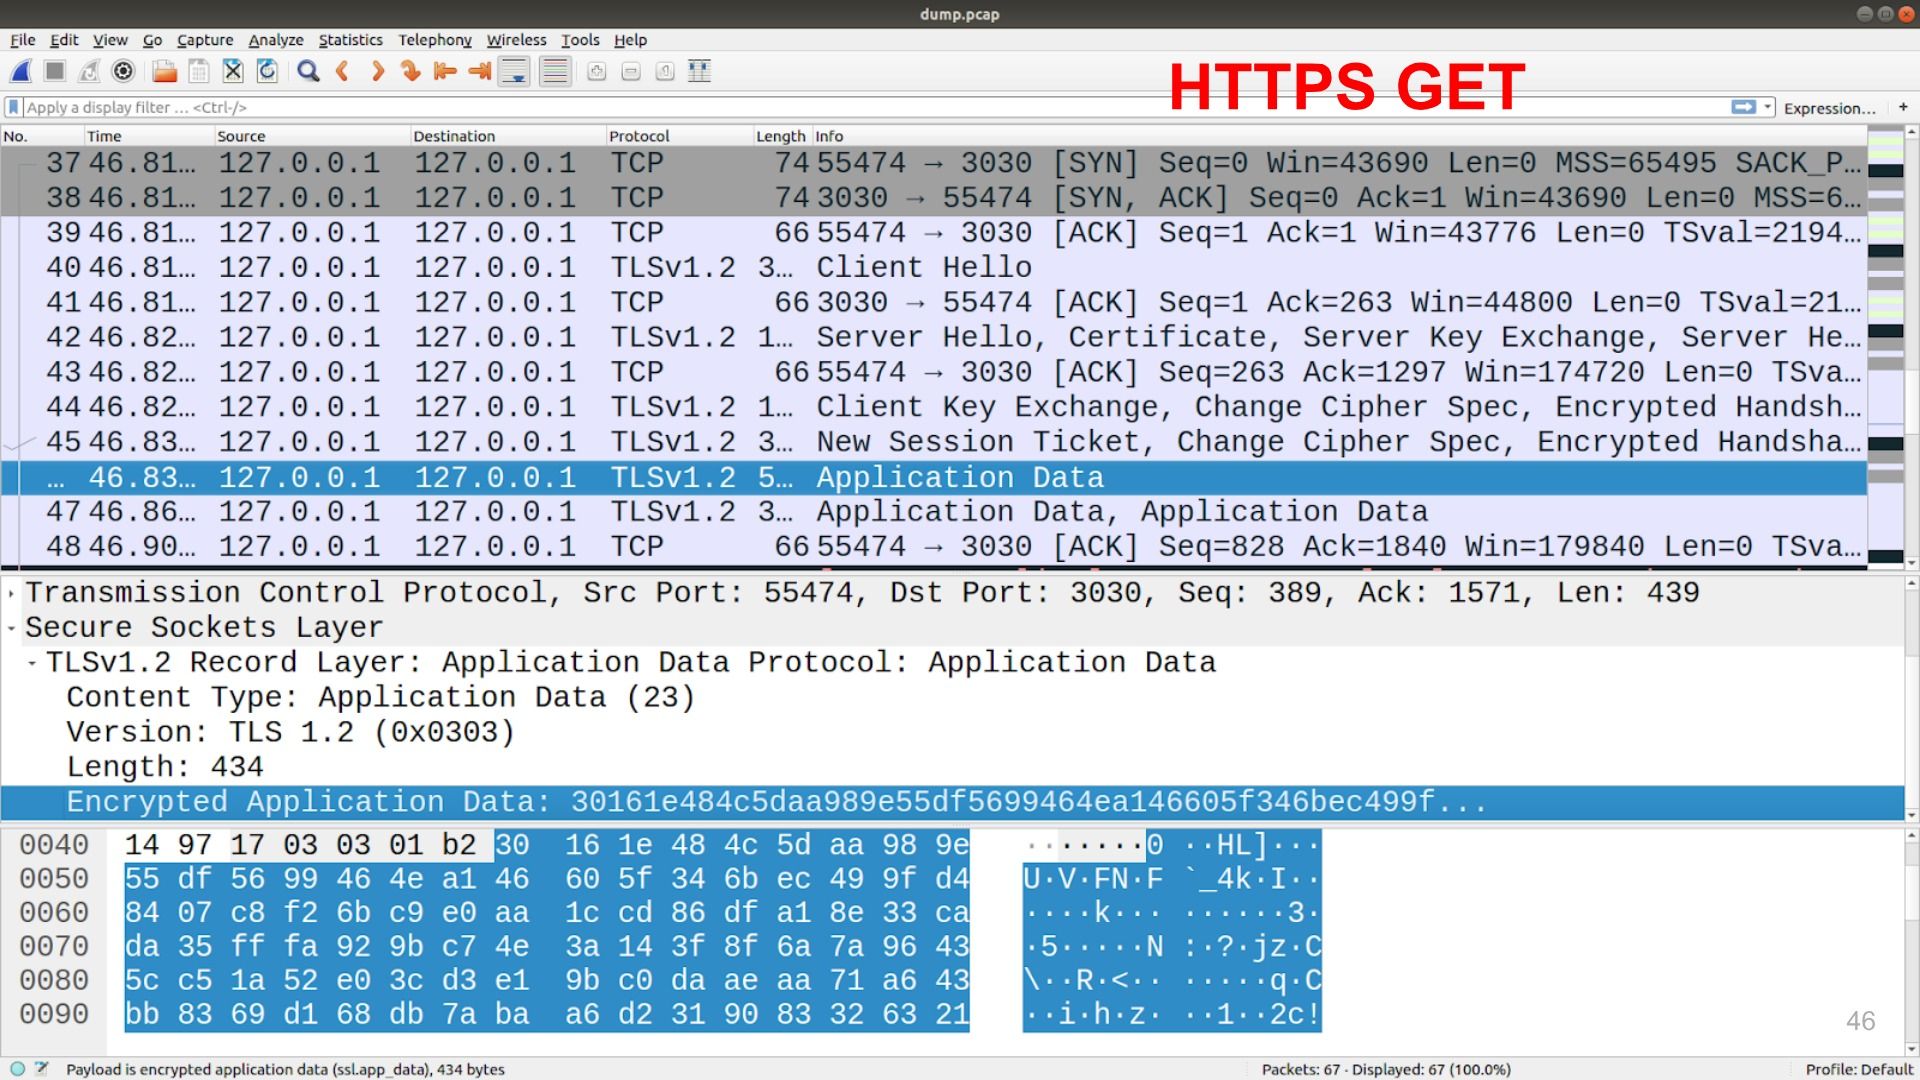 dump.pcap
File Edit View Go Capture Analyze Statistics Telephony Wireless Tools Help
HTTPS GET
Apply a display filter ... <Ctrl-/> Expression... +
No. Time Source Destination Protocol Length Info
37 46.81… 127.0.0.1 127.0.0.1 TCP 74 55474 → 3030 [SYN] Seq=0 Win=43690 Len=0 MSS=65495 SACK_P…
38 46.81… 127.0.0.1 127.0.0.1 TCP 74 3030 → 55474 [SYN, ACK] Seq=0 Ack=1 Win=43690 Len=0 MSS=6…
39 46.81… 127.0.0.1 127.0.0.1 TCP 66 55474 → 3030 [ACK] Seq=1 Ack=1 Win=43776 Len=0 TSval=2194…
40 46.81… 127.0.0.1 127.0.0.1 TLSv1.2 3… Client Hello
41 46.81… 127.0.0.1 127.0.0.1 TCP 66 3030 → 55474 [ACK] Seq=1 Ack=263 Win=44800 Len=0 TSval=21…
42 46.82… 127.0.0.1 127.0.0.1 TLSv1.2 1… Server Hello, Certificate, Server Key Exchange, Server He…
43 46.82… 127.0.0.1 127.0.0.1 TCP 66 55474 → 3030 [ACK] Seq=263 Ack=1297 Win=174720 Len=0 TSva…
44 46.82… 127.0.0.1 127.0.0.1 TLSv1.2 1… Client Key Exchange, Change Cipher Spec, Encrypted Handsh…
45 46.83… 127.0.0.1 127.0.0.1 TLSv1.2 3… New Session Ticket, Change Cipher Spec, Encrypted Handsha…
… 46.83… 127.0.0.1 127.0.0.1 TLSv1.2 5… Application Data
47 46.86… 127.0.0.1 127.0.0.1 TLSv1.2 3… Application Data, Application Data
48 46.90… 127.0.0.1 127.0.0.1 TCP 66 55474 → 3030 [ACK] Seq=828 Ack=1840 Win=179840 Len=0 TSva…
Transmission Control Protocol, Src Port: 55474, Dst Port: 3030, Seq: 389, Ack: 1571, Len: 439
Secure Sockets Layer
TLSv1.2 Record Layer: Application Data Protocol: Application Data
Content Type: Application Data (23)
Version: TLS 1.2 (0x0303)
Length: 434
Encrypted Application Data: 30161e484c5daa989e55df5699464ea146605f346bec499f...
0040 14 97 17 03 03 01 b2 30 16 1e 48 4c 5d aa 98 9e ·······0 ··HL]···
0050 55 df 56 99 46 4e a1 46 60 5f 34 6b ec 49 9f d4 U·V·FN·F `_4k·I··
0060 84 07 c8 f2 6b c9 e0 aa 1c cd 86 df a1 8e 33 ca ····k··· ······3·
0070 da 35 ff fa 92 9b c7 4e 3a 14 3f 8f 6a 7a 96 43 ·5·····N :·?·jz·C
0080 5c c5 1a 52 e0 3c d3 e1 9b c0 da ae aa 71 a6 43 \··R·<·· ·····q·C
0090 bb 83 69 d1 68 db 7a ba a6 d2 31 90 83 32 63 21 ··i·h·z· ··1··2c!
46
Payload is encrypted application data (ssl.app_data), 434 bytes Packets: 67 · Displayed: 67 (100.0%) Profile: Default